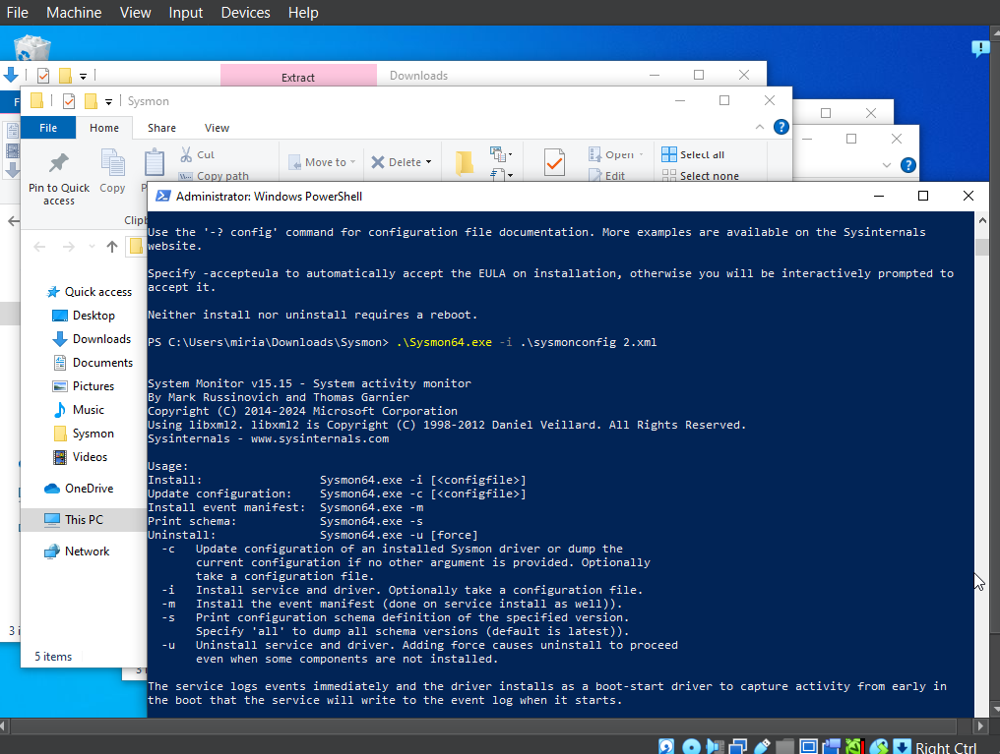 File Machine View Input Devices Help
Extract Downloads
Sysmon
File Home Share View
Cut
Copy path
Move to
Delete
Open
Edit
Select all
Select none
Pin to Quick access
Copy
Administrator: Windows PowerShell
Use the '-? config' command for configuration file documentation. More examples are available on the Sysinternals
website.
Specify -accepteula to automatically accept the EULA on installation, otherwise you will be interactively prompted to
accept it.
Neither install nor uninstall requires a reboot.
PS C:\Users\miria\Downloads\Sysmon> .\Sysmon64.exe -i .\sysmonconfig 2.xml
System Monitor v15.15 - System activity monitor
By Mark Russinovich and Thomas Garnier
Copyright (C) 2014-2024 Microsoft Corporation
Using libxml2. libxml2 is Copyright (C) 1998-2012 Daniel Veillard. All Rights Reserved.
Sysinternals - www.sysinternals.com
Usage:
Install: Sysmon64.exe -i [<configfile>]
Update configuration: Sysmon64.exe -c [<configfile>]
Install event manifest: Sysmon64.exe -m
Print schema: Sysmon64.exe -s
Uninstall: Sysmon64.exe -u [force]
-c Update configuration of an installed Sysmon driver or dump the
current configuration if no other argument is provided. Optionally
take a configuration file.
-i Install service and driver. Optionally take a configuration file.
-m Install the event manifest (done on service install as well)).
-s Print configuration schema definition of the specified version.
Specify 'all' to dump all schema versions (default is latest)).
-u Uninstall service and driver. Adding force causes uninstall to proceed
even when some components are not installed.
The service logs events immediately and the driver installs as a boot-start driver to capture activity from early in
the boot that the service will write to the event log when it starts.
Quick access
Desktop
Downloads
Documents
Pictures
Music
Sysmon
Videos
OneDrive
This PC
Network
5 items
Right Ctrl